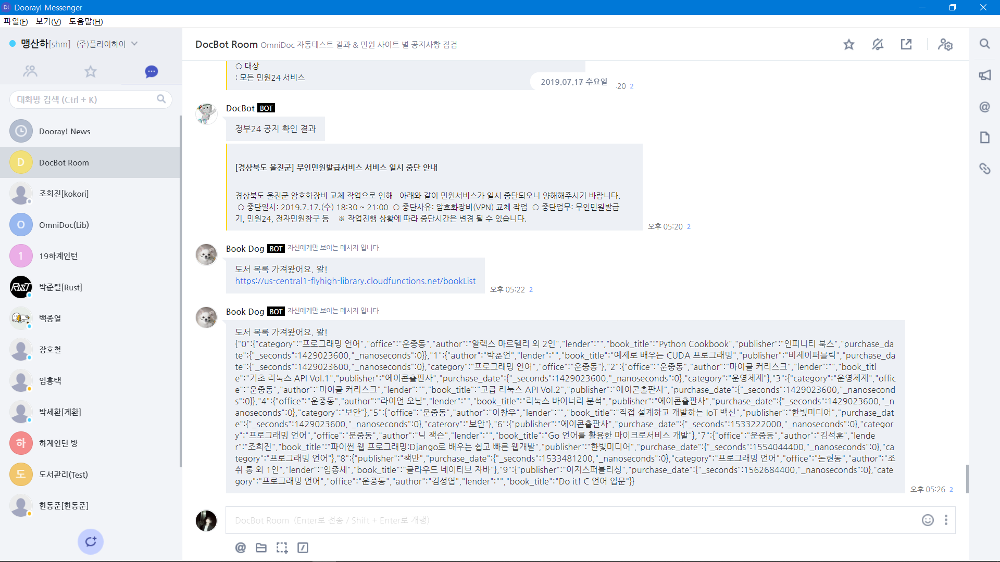 D! Dooray! Messenger
파일(F) 보기(V) 도움말(H)
맹산하[shm] (주)플라이하이
대화방 검색 (Ctrl + K)
Dooray! News
D DocBot Room
조희진[kokori]
O OmniDoc(Lib)
1 19하계인턴
RUST 박준렬[Rust]
백종열
장호철
임홍택
박세환[게환]
하 하계인턴 방
도 도서관리(Test)
한동준[한동준]
DocBot Room OmniDoc 자동테스트 결과 & 민원 사이트 별 공지사항 점검
○ 대상
: 모든 민원24 서비스
2019.07.17 수요일
:20 2
DocBot BOT
정부24 공지 확인 결과
[경상북도 울진군] 무인민원발급서비스 서비스 일시 중단 안내
경상북도 울진군 암호화장비 교체 작업으로 인해 아래와 같이 민원서비스가 일시 중단되오니 양해해주시기 바랍니다.
○ 중단일시: 2019.7.17.(수) 18:30 ~ 21:00 ○ 중단사유: 암호화장비(VPN) 교체 작업 ○ 중단업무: 무인민원발급
기, 민원24, 전자민원창구 등 ※ 작업진행 상황에 따라 중단시간은 변경 될 수 있습니다.
오후 05:20 2
Book Dog BOT 자신에게만 보이는 메시지 입니다.
도서 목록 가져왔어요. 왈!
https://us-central1-flyhigh-library.cloudfunctions.net/bookList
오후 05:22 2
Book Dog BOT 자신에게만 보이는 메시지 입니다.
도서 목록 가져왔어요. 왈!
{"0":{"category":"프로그래밍 언어","office":"운중동","author":"알렉스 마르텔리 외 2인","lender":"","book_title":"Python Cookbook","publisher":"인피니티 북스","purchase_da
te":{"_seconds":1429023600,"_nanoseconds":0}},"1":{"author":"박춘언","lender":"","book_title":"예제로 배우는 CUDA 프로그래밍","publisher":"비제이퍼블릭","purchase_da
te":{"_seconds":1429023600,"_nanoseconds":0},"category":"프로그래밍 언어","office":"운중동"},"2":{"office":"운중동","author":"마이클 커리스크","lender":"","book_titl
e":"기초 리눅스 API Vol.1","publisher":"에이콘출판사","purchase_date":{"_seconds":1429023600,"_nanoseconds":0},"category":"운영체제"},"3":{"category":"운영체제","offic
e":"운중동","author":"마이클 커리스크","lender":"","book_title":"고급 리눅스 API Vol.2","publisher":"에이콘출판사","purchase_date":{"_seconds":1429023600,"_nanosecond
s":0}},"4":{"office":"운중동","author":"라이언 오닐","lender":"","book_title":"리눅스 바이너리 분석","publisher":"에이콘출판사","purchase_date":{"_seconds":1429023600,"_n
anoseconds":0},"category":"보안"},"5":{"office":"운중동","author":"이창우","lender":"","book_title":"직접 설계하고 개발하는 IoT 백신","publisher":"한빛미디어","purchase_da
te":{"_seconds":1429023600,"_nanoseconds":0},"caterory":"보안"},"6":{"publisher":"에이콘출판사","purchase_date":{"_seconds":1533222000,"_nanoseconds":0},"categor
y":"프로그래밍 언어","office":"운중동","author":"닉 잭슨","lender":"","book_title":"Go 언어를 활용한 마이크로서비스 개발"},"7":{"office":"운중동","author":"김석훈","lende
r":"조희진","book_title":"파이썬 웹 프로그래밍:Django로 배우는 쉽고 빠른 웹개발","publisher":"한빛미디어","purchase_date":{"_seconds":1554044400,"_nanoseconds":0},"ca
tegory":"프로그래밍 언어"},"8":{"publisher":"책만","purchase_date":{"_seconds":1533481200,"_nanoseconds":0},"category":"프로그래밍 언어","office":"논현동","author":"조
쉬 롱 외 1인","lender":"임종세","book_title":"클라우드 네이티브 자바"},"9":{"publisher":"이지스퍼블리싱","purchase_date":{"_seconds":1562684400,"_nanoseconds":0},"cate
gory":"프로그래밍 언어","office":"운중동","author":"김성엽","lender":"","book_title":"Do it! C 언어 입문"}}
오후 05:26 2
DocBot Room (Enter로 전송 / Shift + Enter로 개행)